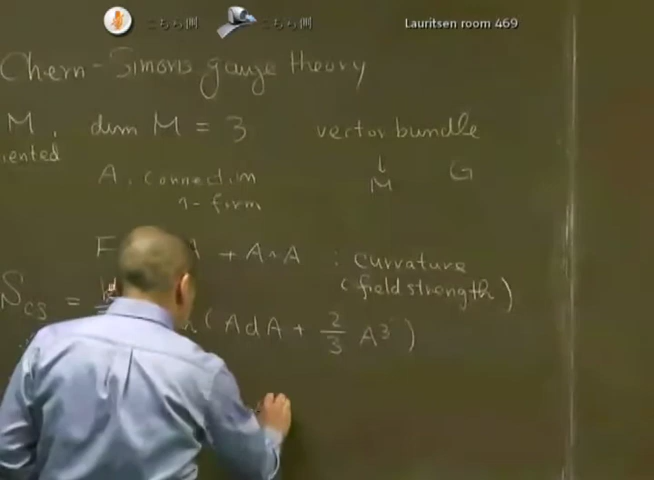 こちら側 こちら側 Lauritsen room 469
Chern-Simons gauge theory
M, dim M = 3 vector bundle
iented ↓
A, connection M G
1-form
F A + A∧A : curvature
(field strength)
S_CS = ( AdA + 2/3 A³ )